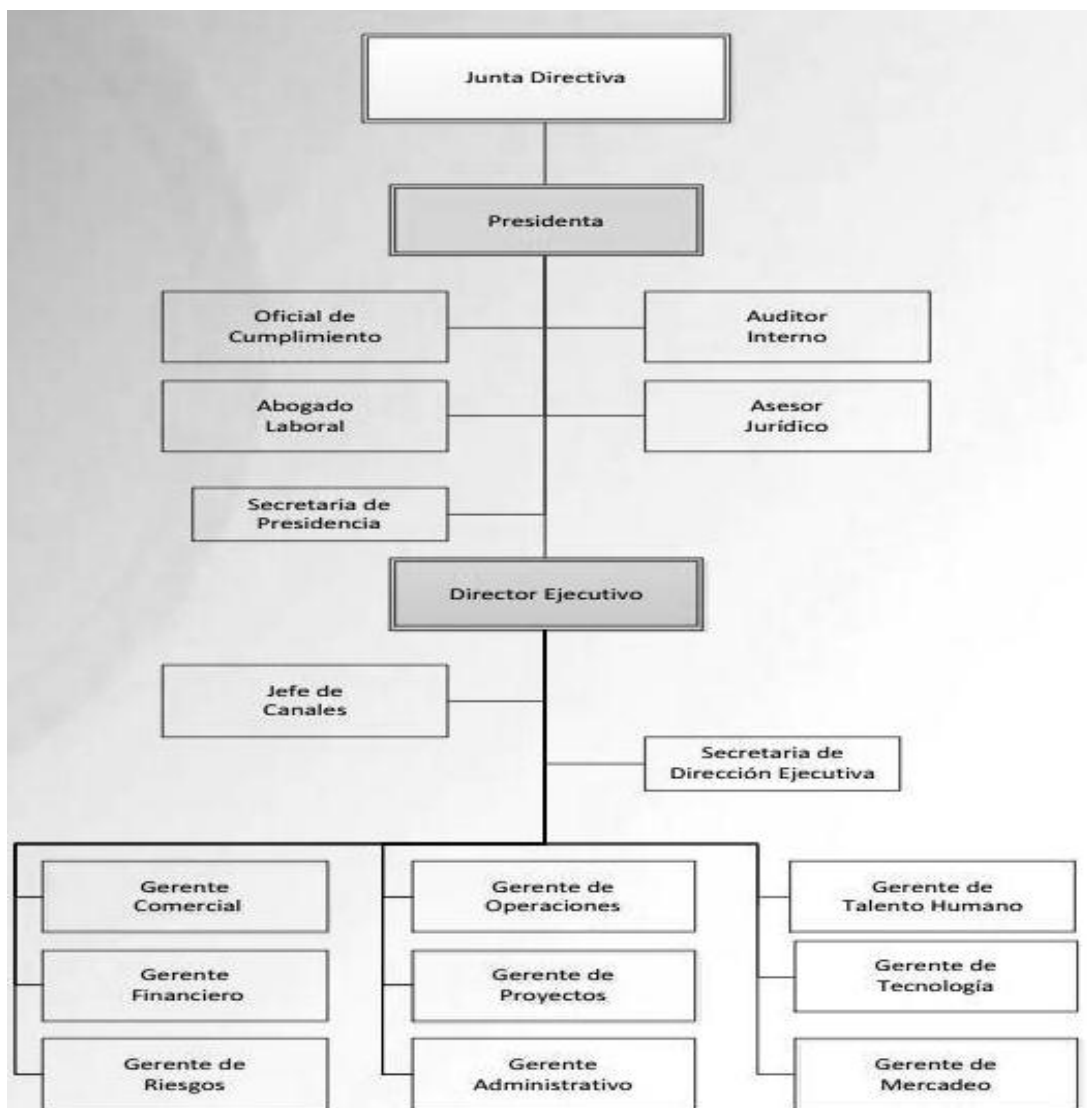 Junta Directiva
Presidenta
Oficial de
Cumplimiento
Auditor
Interno
Abogado
Laboral
Asesor
Jurídico
Secretaria de
Presidencia
Director Ejecutivo
Jefe de
Canales
Secretaria de
Dirección Ejecutiva
Gerente
Comercial
Gerente de
Operaciones
Gerente de
Talento Humano
Gerente
Financiero
Gerente de
Proyectos
Gerente de
Tecnología
Gerente de
Riesgos
Gerente
Administrativo
Gerente de
Mercadeo